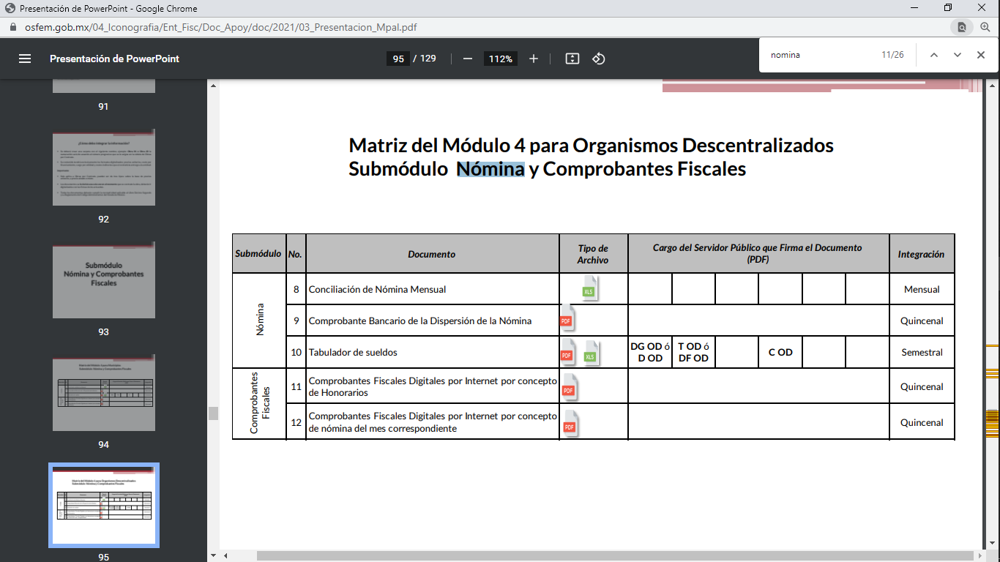 Presentación de PowerPoint - Google Chrome
osfem.gob.mx/04_Iconografia/Ent_Fisc/Doc_Apoy/doc/2021/03_Presentacion_Mpal.pdf
Presentación de PowerPoint
95 / 129
112%
nomina
11/26
91
92
Submódulo
Nómina y Comprobantes
Fiscales
93
94
95
Matriz del Módulo 4 para Organismos Descentralizados
Submódulo Nómina y Comprobantes Fiscales
Submódulo No. Documento Tipo de Archivo Cargo del Servidor Público que Firma el Documento (PDF) Integración
Nómina
8 Conciliación de Nómina Mensual XLS Mensual
9 Comprobante Bancario de la Dispersión de la Nómina PDF Quincenal
10 Tabulador de sueldos PDF XLS DG OD ó D OD T OD ó DF OD C OD Semestral
Comprobantes Fiscales
11 Comprobantes Fiscales Digitales por Internet por concepto
de Honorarios PDF Quincenal
12 Comprobantes Fiscales Digitales por Internet por concepto
de nómina del mes correspondiente PDF Quincenal